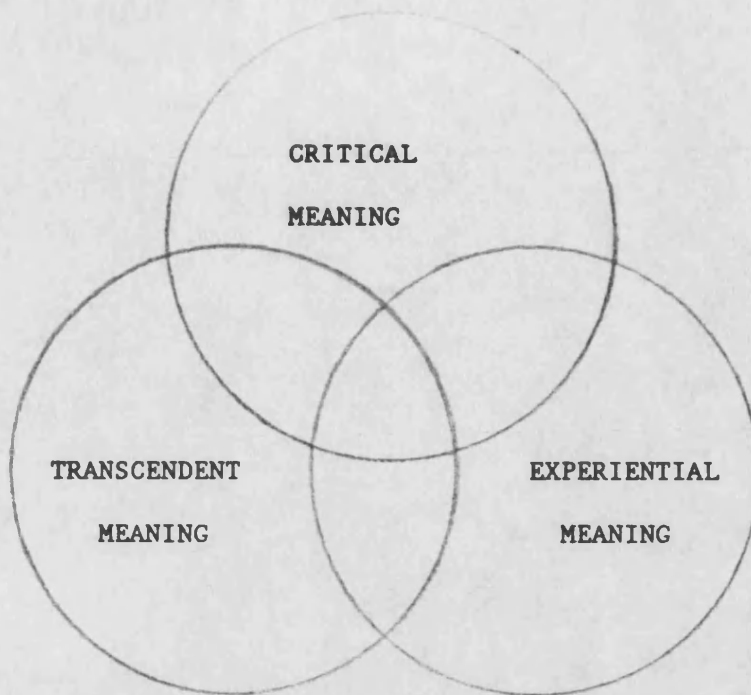 CRITICAL
MEANING
TRANSCENDENT
MEANING
EXPERIENTIAL
MEANING